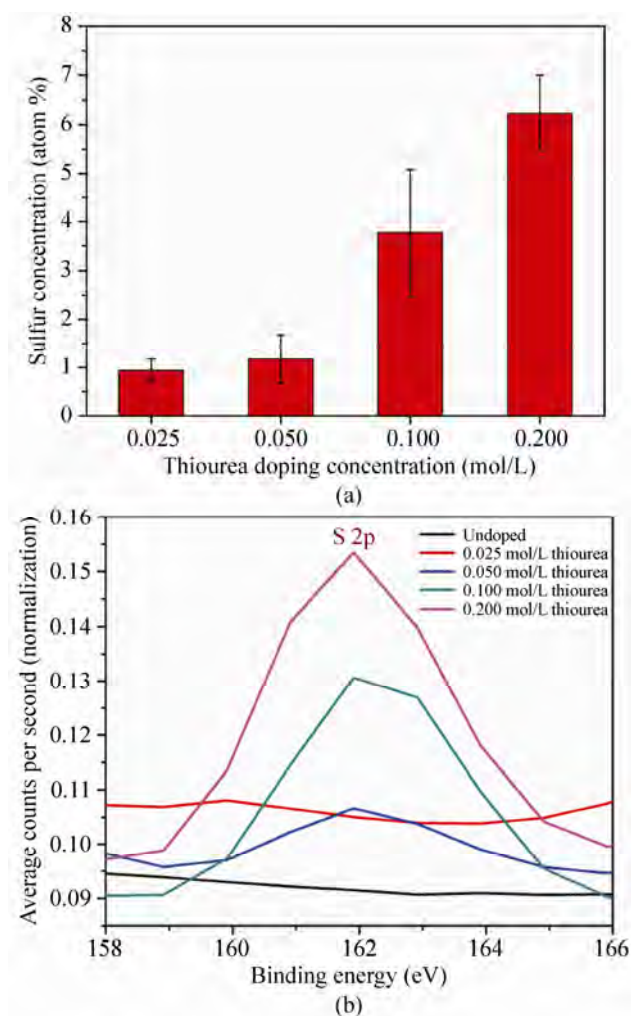 8
7
6
5
4
3
2
1
0
Sulfur concentration (atom %)
0.025 0.050 0.100 0.200
Thiourea doping concentration (mol/L)
(a)
0.16
0.15
0.14
0.13
0.12
0.11
0.10
0.09
Average counts per second (normalization)
S 2p
Undoped
0.025 mol/L thiourea
0.050 mol/L thiourea
0.100 mol/L thiourea
0.200 mol/L thiourea
158 160 162 164 166
Binding energy (eV)
(b)